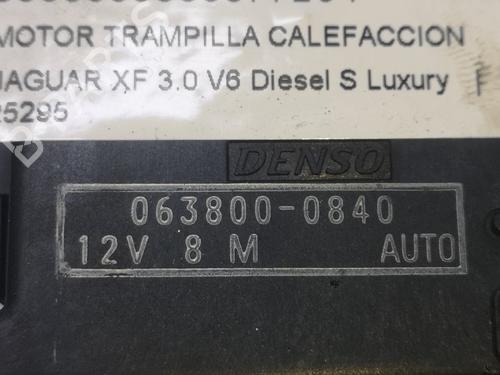 MOTOR TRAMPILLA CALEFACCION
JAGUAR XF 3.0 V6 Diesel S Luxury F
25295
DENSO
063800-0840
12V 8 M AUTO